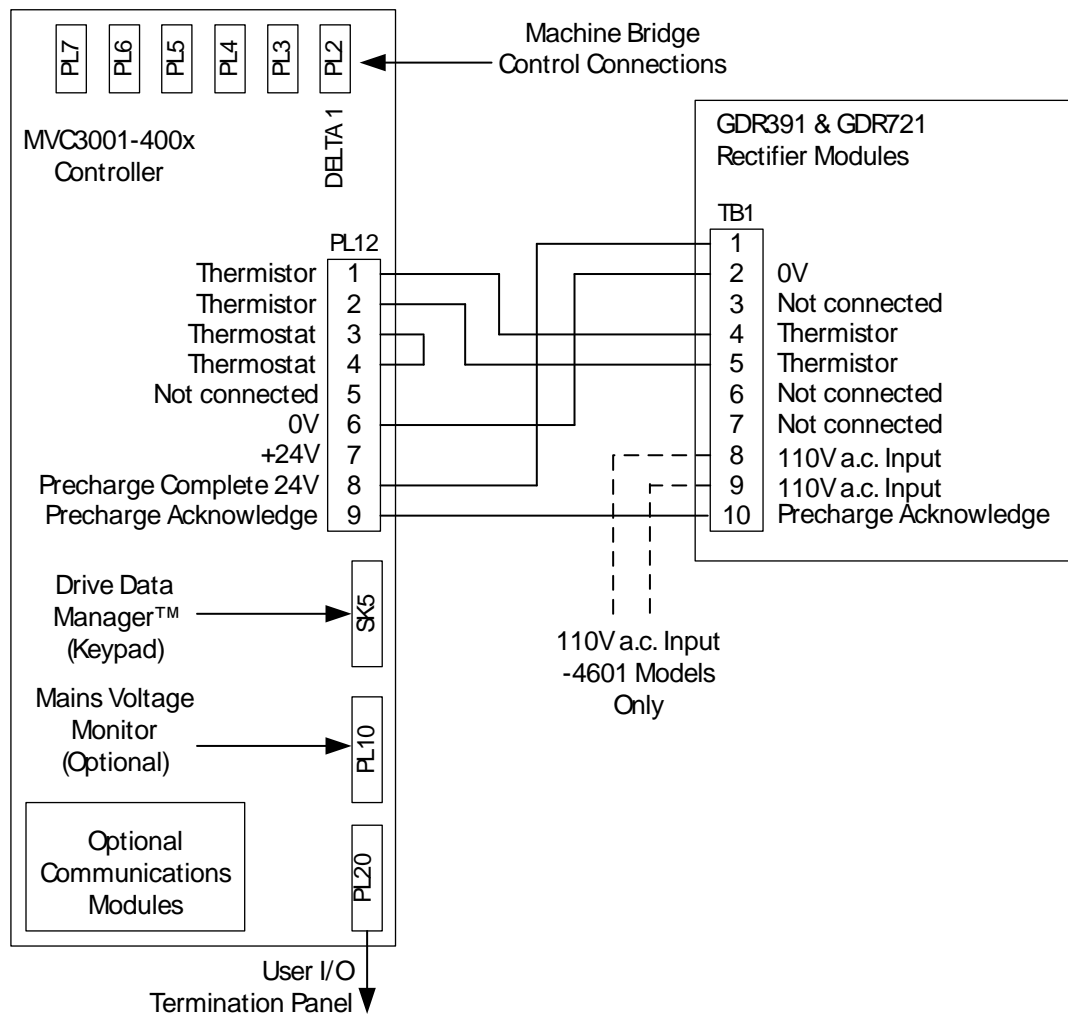 PL7
PL6
PL5
PL4
PL3
PL2
Machine Bridge
Control Connections
DELTA 1
MVC3001-400x
Controller
GDR391 & GDR721
Rectifier Modules
PL12
Thermistor 1
Thermistor 2
Thermostat 3
Thermostat 4
Not connected 5
0V 6
+24V 7
Precharge Complete 24V 8
Precharge Acknowledge 9
TB1
1
2 0V
3 Not connected
4 Thermistor
5 Thermistor
6 Not connected
7 Not connected
8 110V a.c. Input
9 110V a.c. Input
10 Precharge Acknowledge
110V a.c. Input
-4601 Models
Only
Drive Data
Manager™
(Keypad)
SK5
Mains Voltage
Monitor
(Optional)
PL10
Optional
Communications
Modules
PL20
User I/O
Termination Panel